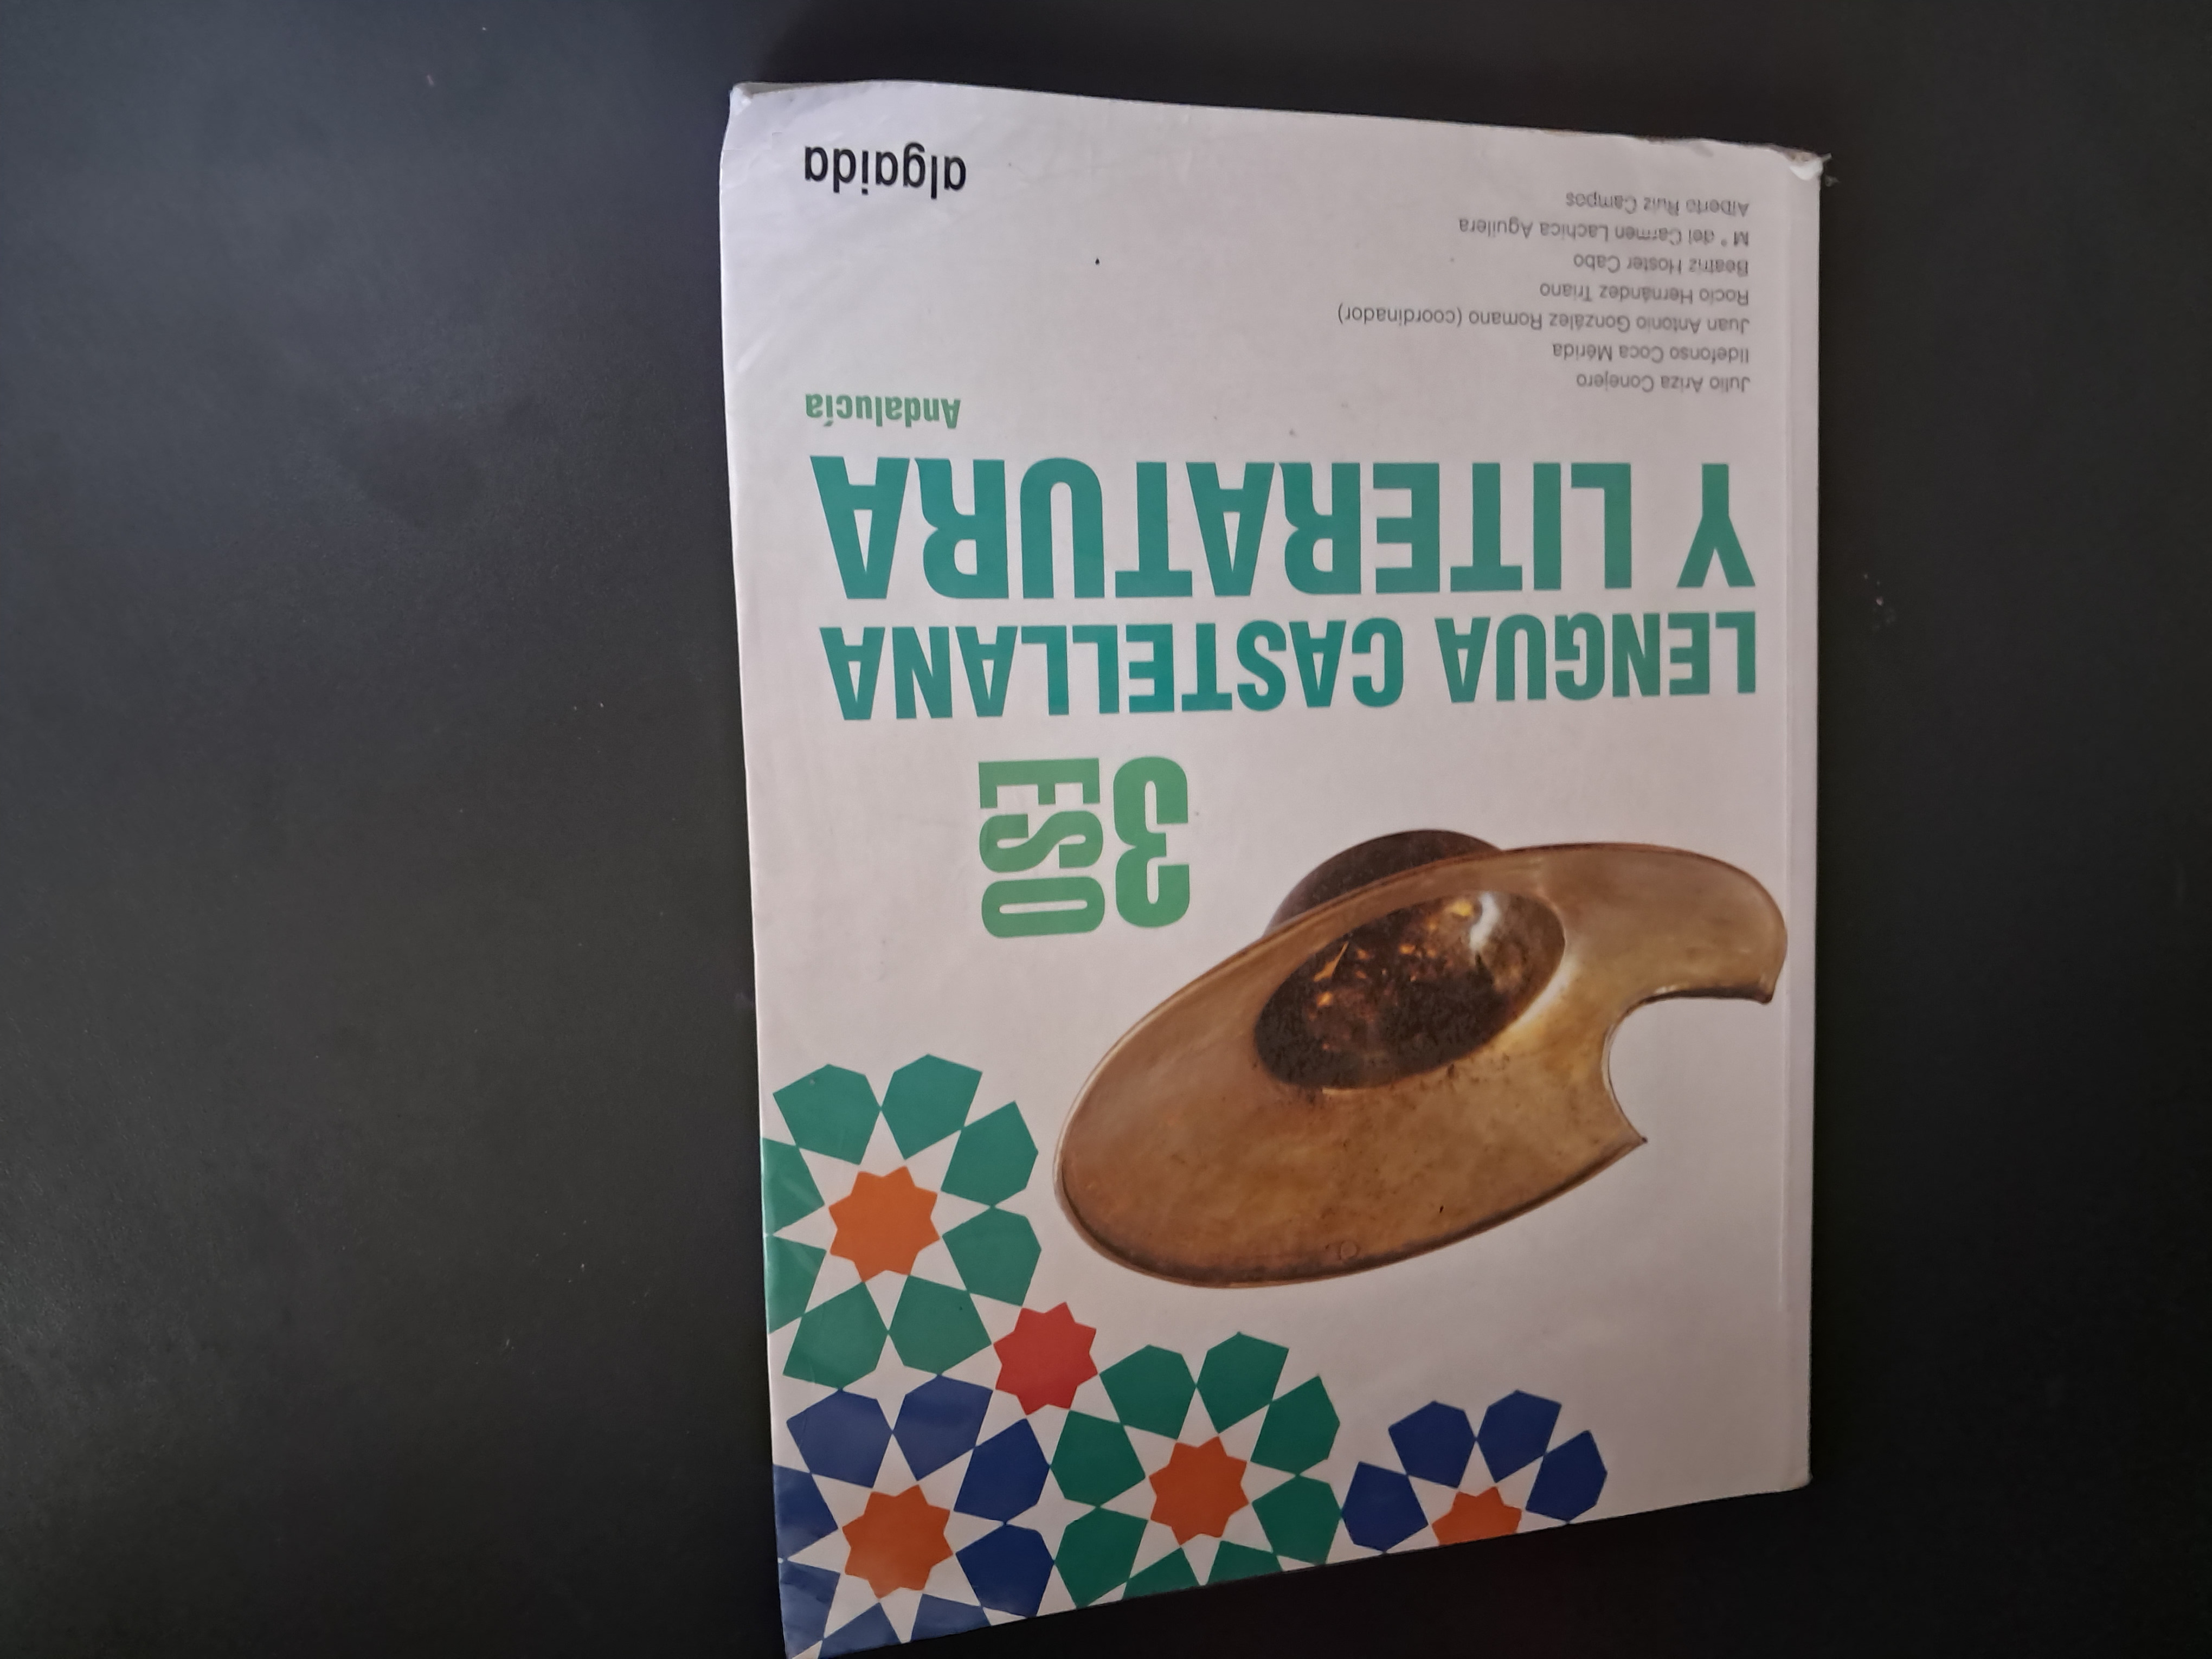 3
ESO
LENGUA CASTELLANA
Y LITERATURA
Andalucía
Julio Ariza Conejero
Ildefonso Coca Mérida
Juan Antonio González Romano (coordinador)
Rocío Hernández Triano
Beatriz Hoster Cabo
M.ª del Carmen Lachica Aguilera
Alberto Ruiz Campos
algaida